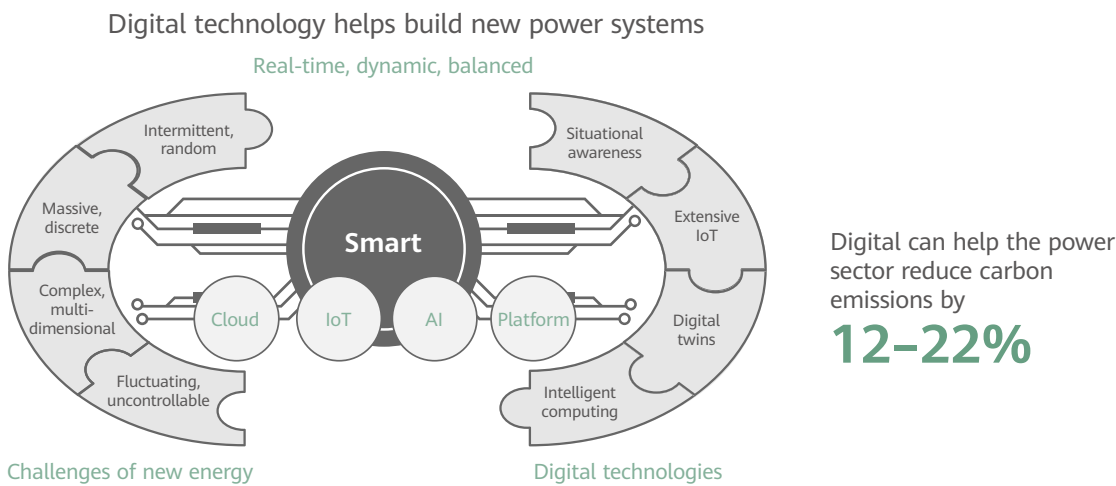 Digital technology helps build new power systems
Real-time, dynamic, balanced
Intermittent,
random
Massive,
discrete
Complex,
multi-
dimensional
Fluctuating,
uncontrollable
Smart
Cloud
IoT
AI
Platform
Situational
awareness
Extensive
IoT
Digital
twins
Intelligent
computing
Challenges of new energy
Digital technologies
Digital can help the power
sector reduce carbon
emissions by
12–22%